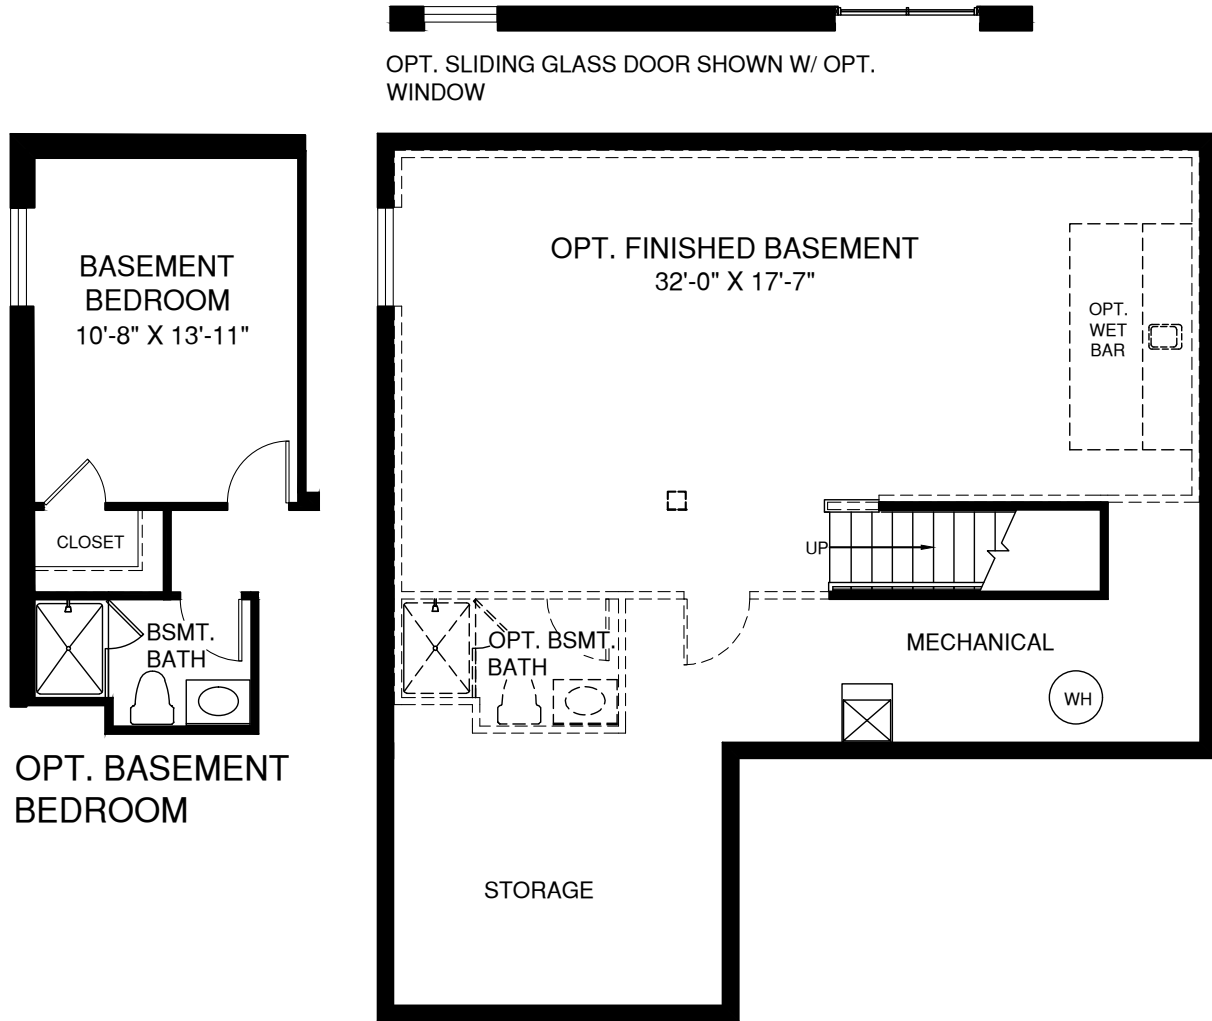 OPT. SLIDING GLASS DOOR SHOWN W/ OPT.
WINDOW
BASEMENT
BEDROOM
10'-8" X 13'-11"
CLOSET
BSMT.
BATH
OPT. BASEMENT
BEDROOM
OPT. FINISHED BASEMENT
32'-0" X 17'-7"
OPT.
WET
BAR
UP
OPT. BSMT.
BATH
MECHANICAL
WH
STORAGE